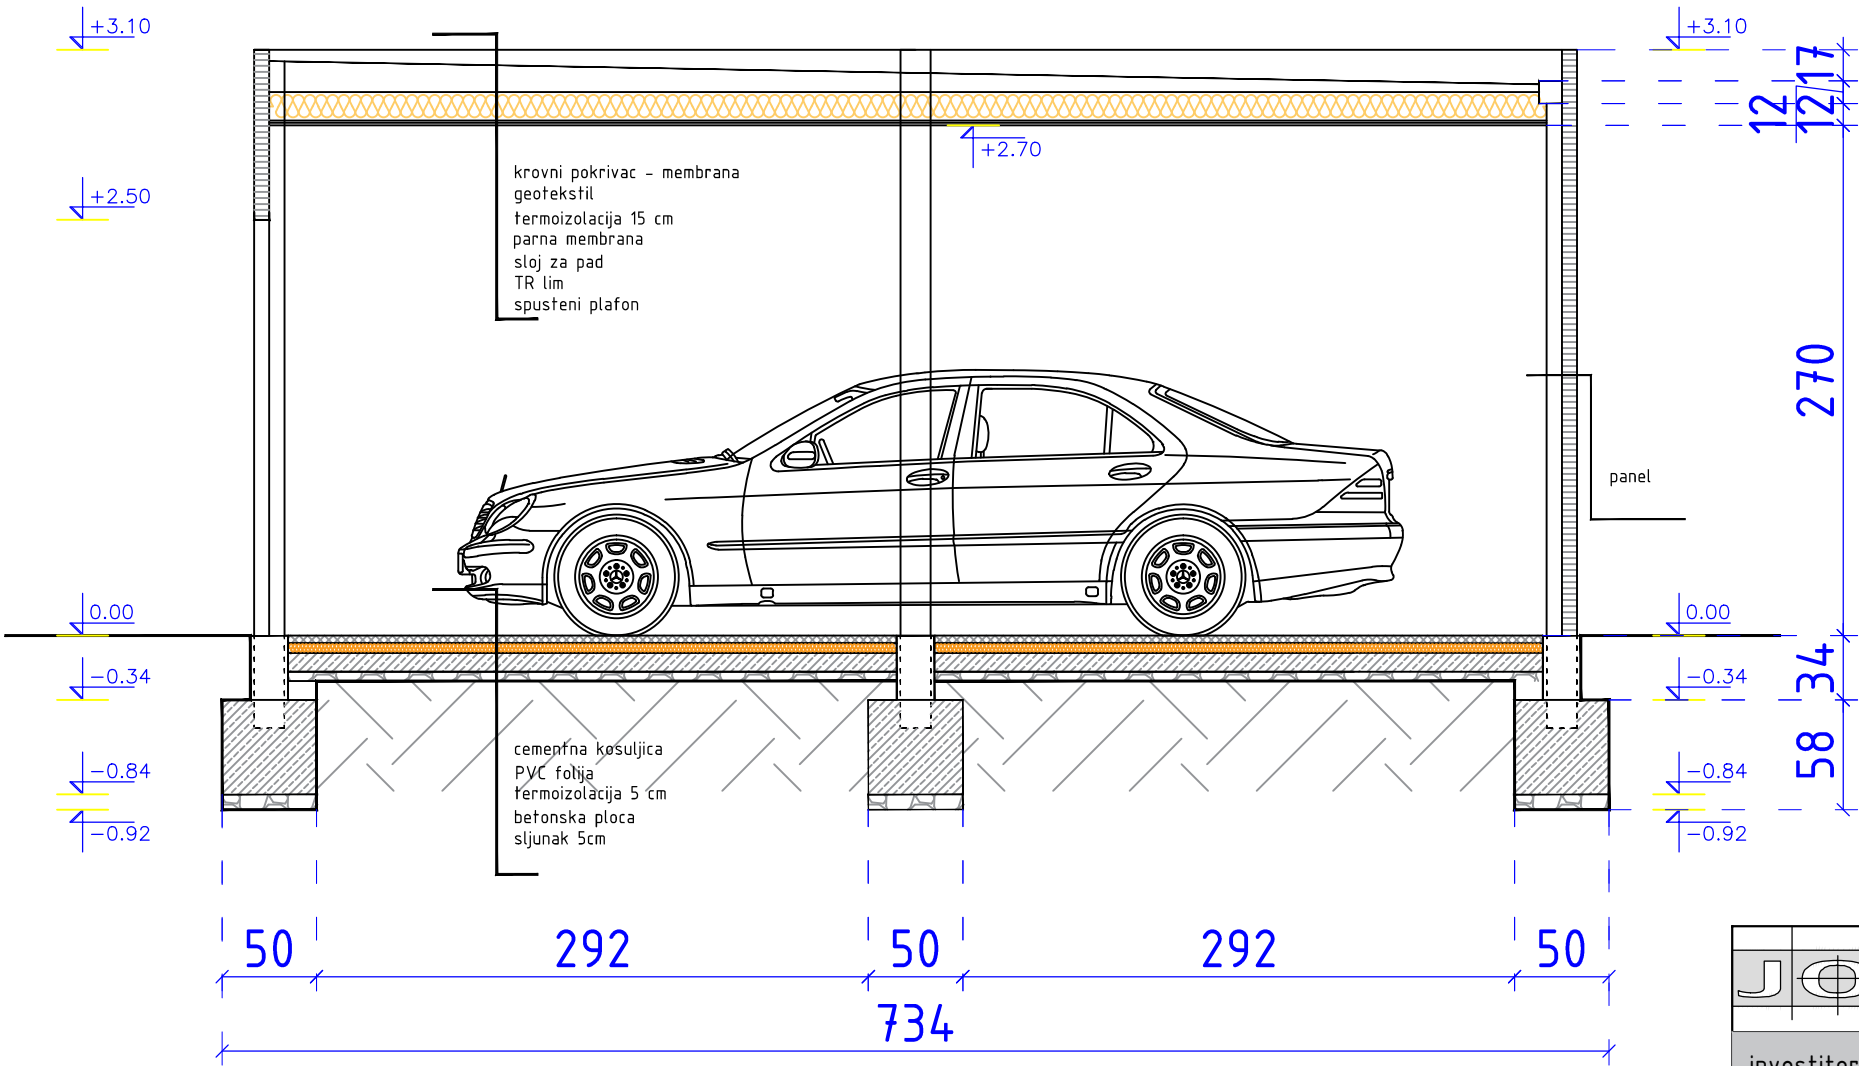 +3.10
+3.10
17
12
12
+2.70
krovni pokrivac - membrana
geotekstil
termoizolacija 15 cm
parna membrana
sloj za pad
TR lim
spusteni plafon
+2.50
270
panel
0.00
0.00
-0.34
-0.34
34
cementna kosuljica
PVC folija
termoizolacija 5 cm
betonska ploca
sljunak 5cm
-0.84
-0.84
58
-0.92
-0.92
50
292
50
292
50
734
JO
investitor